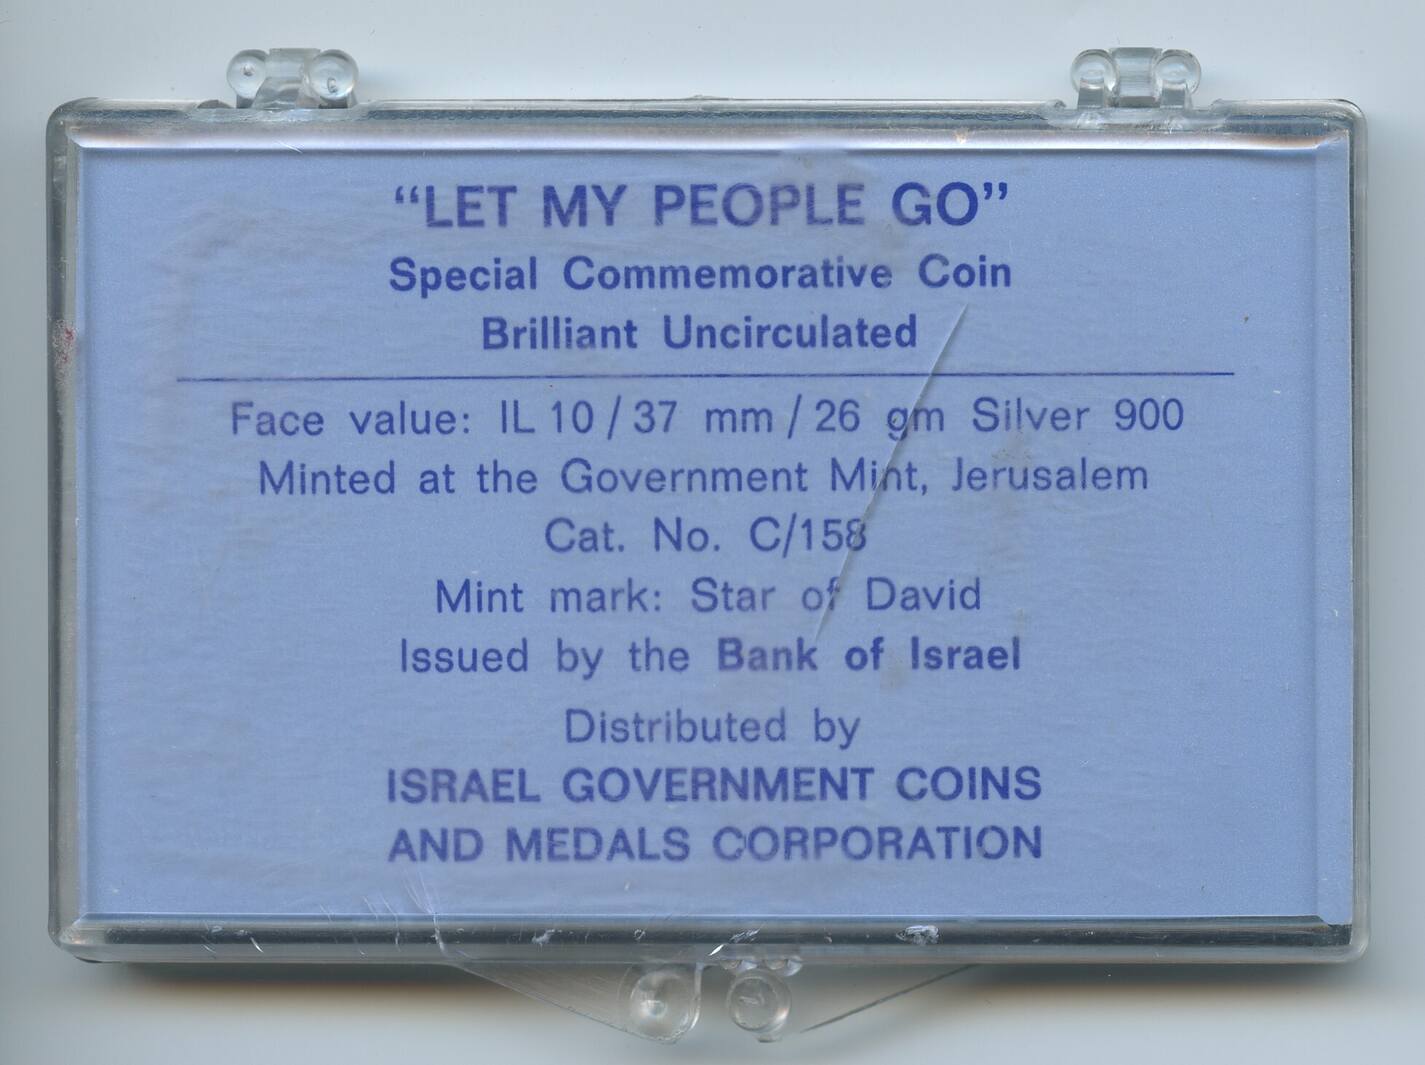 “LET MY PEOPLE GO”
Special Commemorative Coin
Brilliant Uncirculated
Face value: IL 10 / 37 mm / 26 gm Silver 900
Minted at the Government Mint, Jerusalem
Cat. No. C/158
Mint mark: Star of David
Issued by the Bank of Israel
Distributed by
ISRAEL GOVERNMENT COINS
AND MEDALS CORPORATION